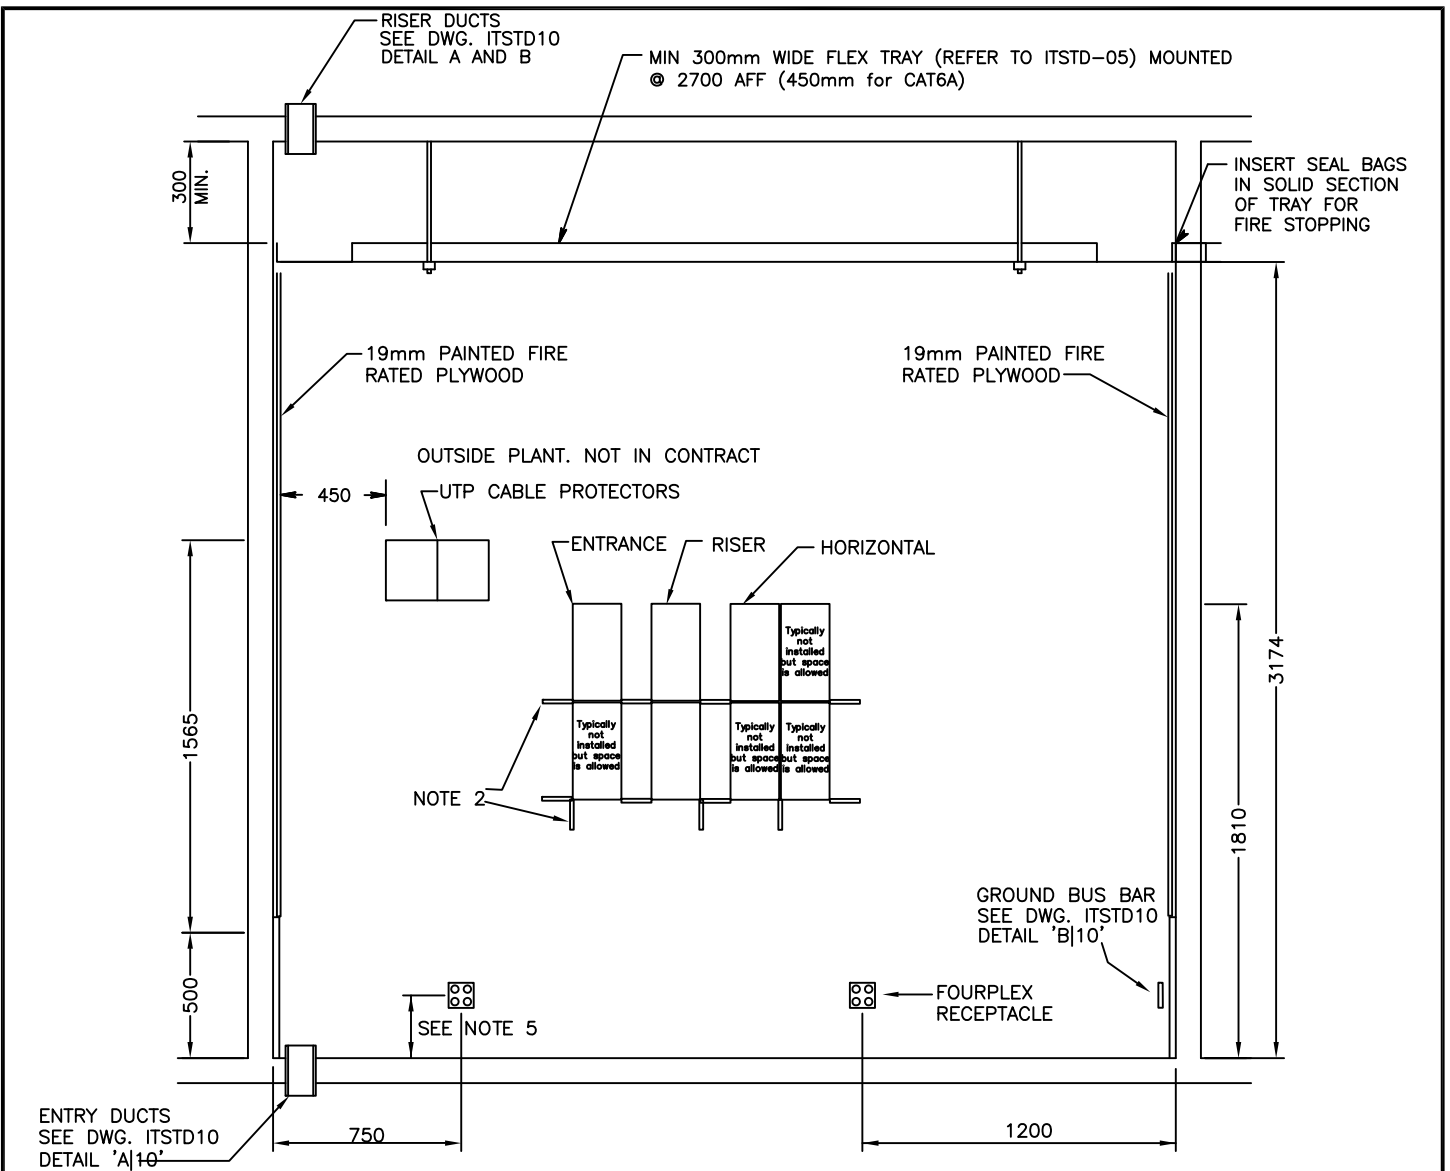 RISER DUCTS
SEE DWG. ITSTD10
DETAIL A AND B
MIN 300mm WIDE FLEX TRAY (REFER TO ITSTD-05) MOUNTED
@ 2700 AFF (450mm for CAT6A)
INSERT SEAL BAGS
IN SOLID SECTION
OF TRAY FOR
FIRE STOPPING
300
MIN.
19mm PAINTED FIRE
RATED PLYWOOD
19mm PAINTED FIRE
RATED PLYWOOD
OUTSIDE PLANT. NOT IN CONTRACT
450
UTP CABLE PROTECTORS
ENTRANCE
RISER
HORIZONTAL
Typically
not
installed
but space
is allowed
Typically
not
installed
but space
is allowed
Typically
not
installed
but space
is allowed
Typically
not
installed
but space
is allowed
NOTE 2
1565
3174
1810
GROUND BUS BAR
SEE DWG. ITSTD10
DETAIL 'B|10'
500
SEE NOTE 5
FOURPLEX
RECEPTACLE
ENTRY DUCTS
SEE DWG. ITSTD10
DETAIL 'A|10'
750
1200